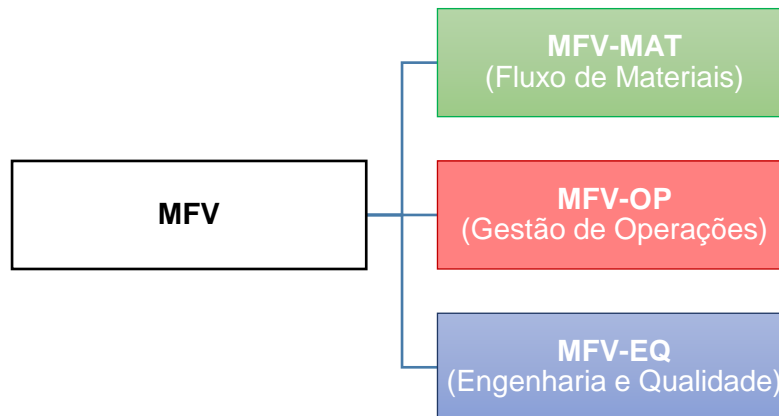 MFV-MAT
(Fluxo de Materiais)
MFV
MFV-OP
(Gestão de Operações)
MFV-EQ
(Engenharia e Qualidade)